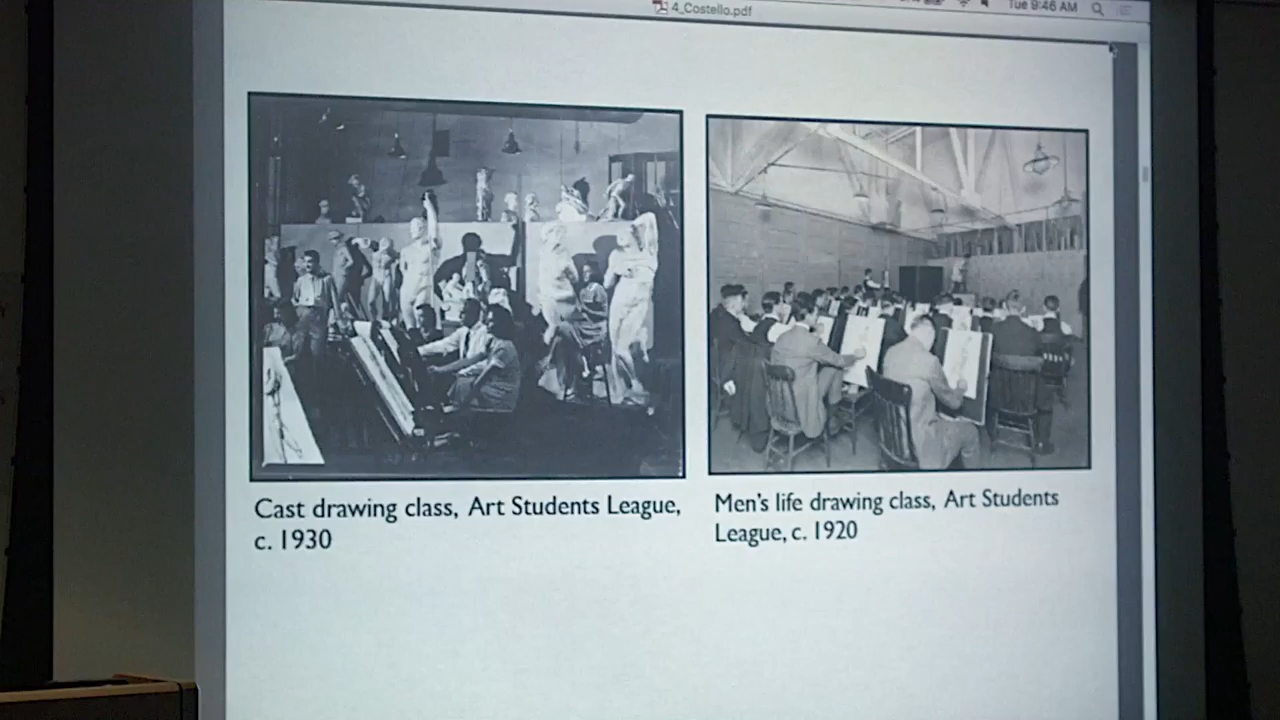 4_Costello.pdf
Tue 9:46 AM
Cast drawing class, Art Students League,
c. 1930
Men's life drawing class, Art Students
League, c. 1920